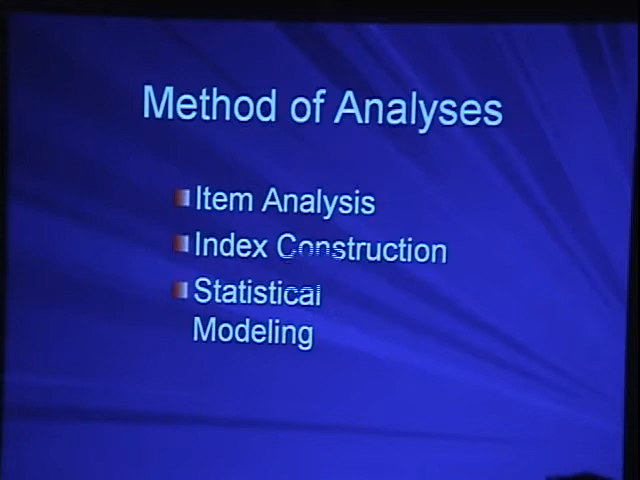 Method of Analyses
Item Analysis
Index Construction
Statistical
Modeling